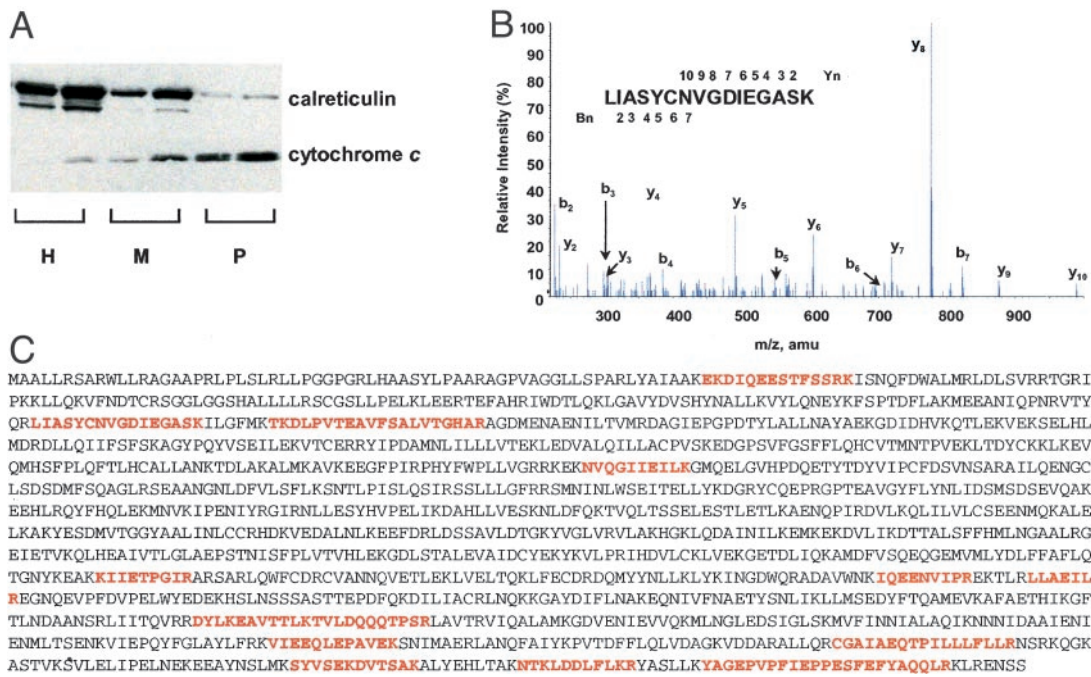 A
calreticulin
cytochrome c
H M P
B
Relative Intensity (%)
100
90
80
70
60
50
40
30
20
10
0
10 9 8 7 6 5 4 3 2 Yn
LIASYCNVGDIEGASK
Bn 2 3 4 5 6 7
b2
y2
b3
y3
y4
b4
y5
b5
y6
b6
y7
y8
b7
y9
y10
300 400 500 600 700 800 900
m/z, amu
C
MAALLRSARWLLRAGAAPRLPLSLRLLPGGPGRLHAASYLPAARAGPVAGGLLSPARLYAIAAKEKDIQEESTFSSRKISNQFDWALMRLDLSVRRTGRI
PKKLLQKVFNDTCRSGGLGGSHALLLLRSCGSLLPELKLEERTEFAHRIWDTLQKLGAVYDVSHYNALLKVYLQNEYKFSPTDFLAKMEEANIQPNRVTY
QRLIASYCNVGDIEGASKILGFMKTKDLPVTEAVFSALVTGHARAGDMENAENILTVMRDAGIEPGPDTYLALLNAYAEKGDIDHVKQTLEKVEKSELHL
MDRDLLQIIFSFSKAGYPQYVSEILEKVTCERRYIPDAMNLILLLVTEKLEDVALQILLACPVSKEDGPSVFGSFFLQHCVTMNTPVEKLTDYCKKLKEV
QMHSFPLQFTLHCALLANKTDLAKALMKAVKEEGFPIRPHYFWPLLVGRRKEKNVQGIIEILKGMQELGVHPDQETYTDYVIPCFDSVNSARAILQENGC
LSDSDMFSQAGLRSEAANGNLDFVLSFLKSNTLPISLQSIRSSLLLGFRRSMNINLWSEITELLYKDGRYCQEPRGPTEAVGYFLYNLIDSMSDSEVQAK
EEHLRQYFHQLEKMNVKIPENIYRGIRNLLESYHVPELIKDAHLLVESKNLDFQKTVQLTSSELESTLETLKAENQPIRDVLKQLILVLCSEENMQKALE
LKAKYESDMVTGGYAALINLCCRHDKVEDALNLKEEFDRLDSSAVLDTGKYVGLVRVLAKHGKLQDAINILKEMKEKDVLIKDTTALSFFHMLNGAALRG
EIETVKQLHEAIVTLGLAEPSTNISFPLVTVHLEKGDLSTALEVAIDCYEKYKVLPRIHDVLCKLVEKGETDLIQKAMDFVSQEQGEMVMLYDLFFAFLQ
TGNYKEAKKIIETPGIRARSARLQWFCDRCVANNQVETLEKLVELTQKLFECDRDQMYYNLLKLYKINGDWQRADAVWNKIQEENVIPREKTLRLLAEIL
REGNQEVPFDVPELWYEDEKHSLNSSSASTTEPDFQKDILIACRLNQKKGAYDIFLNAKEQNIVFNAETYSNLIKLLMSEDYFTQAMEVKAFAETHIKGF
TLNDAANSRLIITQVRRDYLKEAVTTLKTVLDQQQTPSRLAVTRVIQALAMKGDVENIEVVQKMLNGLEDSIGLSKMVFINNIALAQIKNNNIDAAIENI
ENMLTSENKVIEPQYFGLAYLFRKVIEEQLEPAVEKSNIMAERLANQFAIYKPVTDFFLQLVDAGKVDDARALLQRCGAIAEQTPILLLFLLRNSRKQGK
ASTVKSVLELIPELNEKEEAYNSLMKSYVSEKDVTSAKALYEHLTAKNTKLDDLFLKRYASLLKYAGEPVPFIEPPESFEFYAQQLRKLRENSS